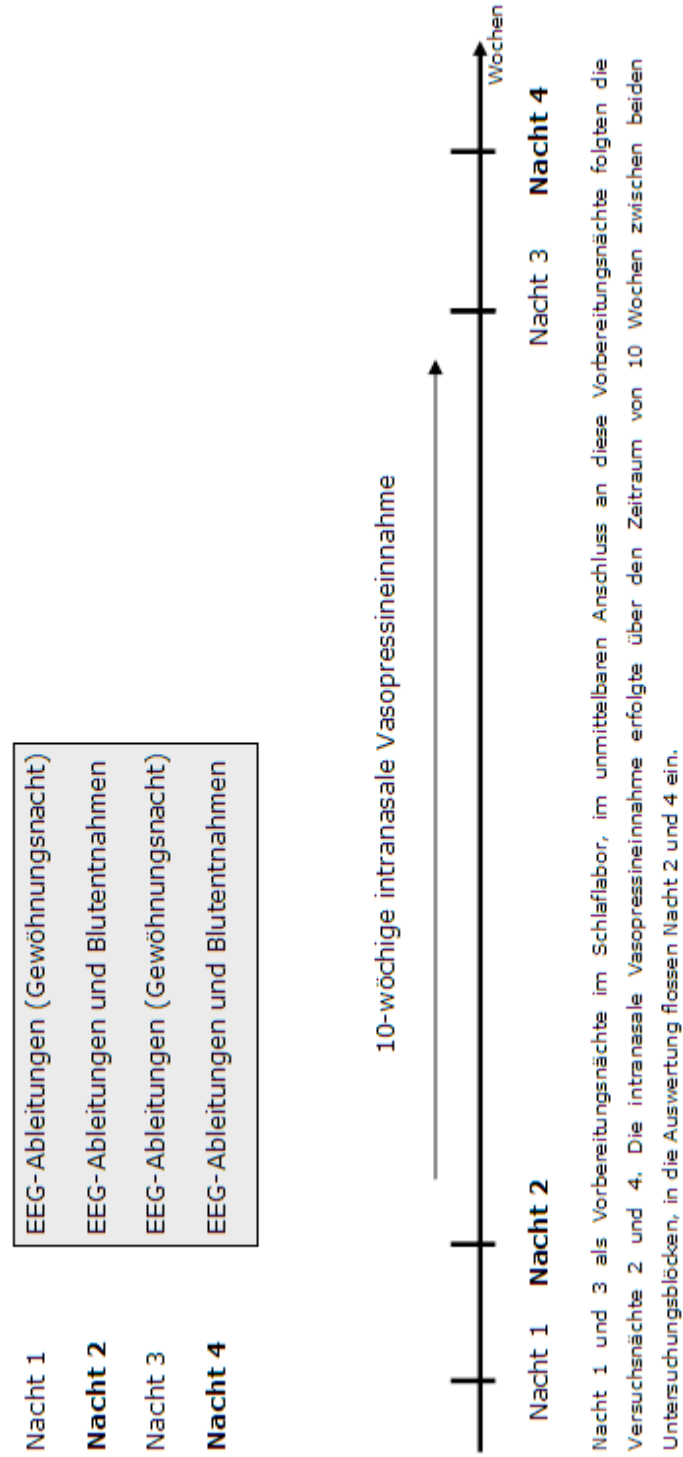 Nacht 1 EEG-Ableitungen (Gewöhnungsnacht)
Nacht 2 EEG-Ableitungen und Blutentnahmen
Nacht 3 EEG-Ableitungen (Gewöhnungsnacht)
Nacht 4 EEG-Ableitungen und Blutentnahmen
10-wöchige intranasale Vasopressineinnahme
Wochen
Nacht 1 Nacht 2 Nacht 3 Nacht 4
Nacht 1 und 3 als Vorbereitungsnächte im Schlaflabor, im unmittelbaren Anschluss an diese Vorbereitungsnächte folgten die
Versuchsnächte 2 und 4. Die intranasale Vasopressineinnahme erfolgte über den Zeitraum von 10 Wochen zwischen beiden
Untersuchungsblöcken, in die Auswertung flossen Nacht 2 und 4 ein.